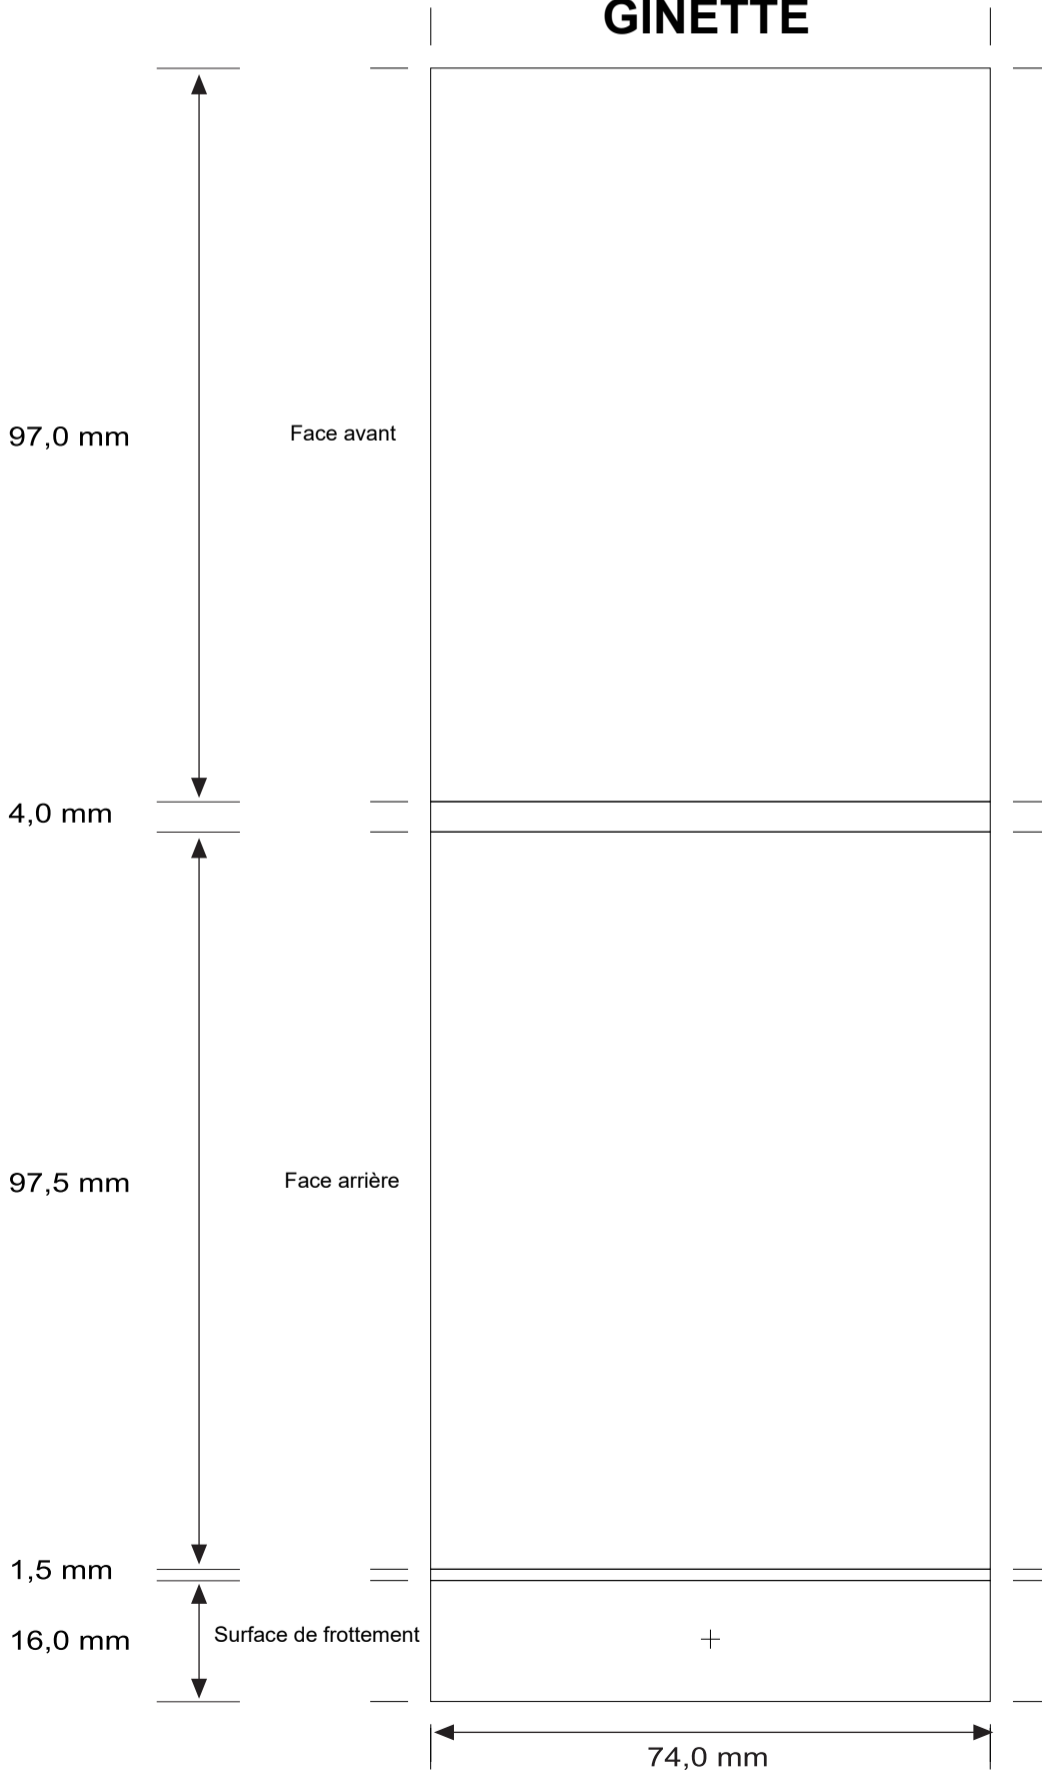 GINETTE
97,0 mm
Face avant
4,0 mm
97,5 mm
Face arrière
1,5 mm
16,0 mm
Surface de frottement
74,0 mm